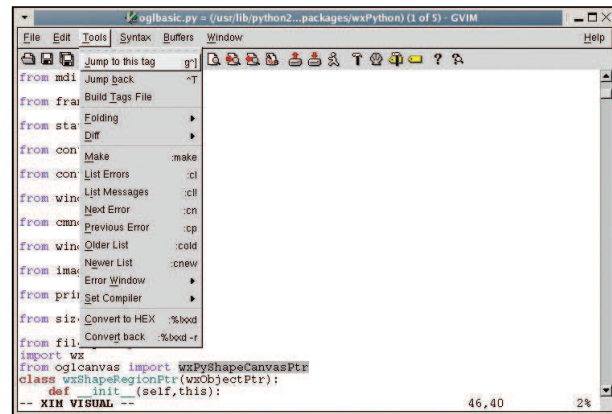 oglbasic.py = (/usr/lib/python2...packages/wxPython) (1 of 5) - GVIM
File Edit Tools Syntax Buffers Window Help
Jump to this tag g^]
Jump back ^T
Build Tags File
Folding
Diff
Make :make
List Errors :cl
List Messages :cl!
Next Error :cn
Previous Error :cp
Older List :cold
Newer List :cnew
Error Window
Set Compiler
Convert to HEX :%!xxd
Convert back :%!xxd -r
from mdi
from fra
from sta
from con
from con
from win
from cmn
from win
from ima
from pri
from siz
from fil
import wx
from oglcanvas import wxPyShapeCanvasPtr
class wxShapeRegionPtr(wxObjectPtr):
def __init__(self,this):
-- XIM VISUAL -- 46,40 2%